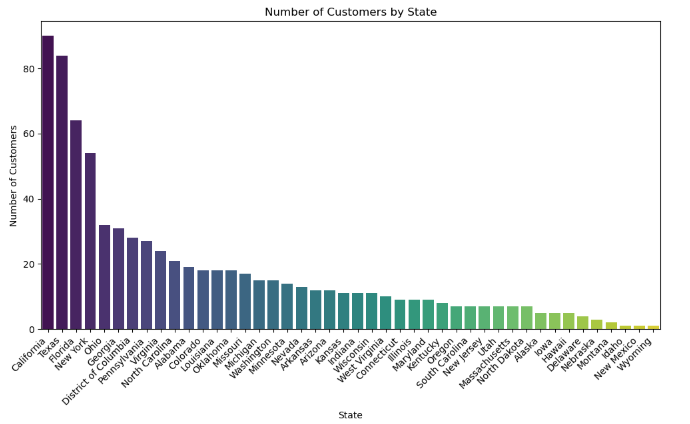 Number of Customers by State
Number of Customers
80
60
40
20
0
California
Texas
Florida
New York
Ohio
Georgia
District of Columbia
Pennsylvania
Virginia
North Carolina
Alabama
Colorado
Louisiana
Oklahoma
Missouri
Michigan
Washington
Minnesota
Nevada
Arkansas
Arizona
Kansas
Indiana
Wisconsin
West Virginia
Connecticut
Illinois
Maryland
Kentucky
Oregon
South Carolina
New Jersey
Utah
Massachusetts
North Dakota
Alaska
Iowa
Hawaii
Delaware
Nebraska
Montana
Idaho
New Mexico
Wyoming
State